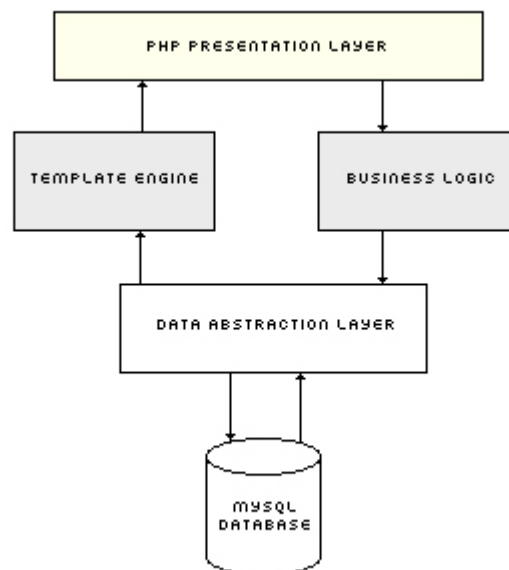 PHP PRESENTATION LAYER
TEMPLATE ENGINE
BUSINESS LOGIC
DATA ABSTRACTION LAYER
MYSQL
DATABASE